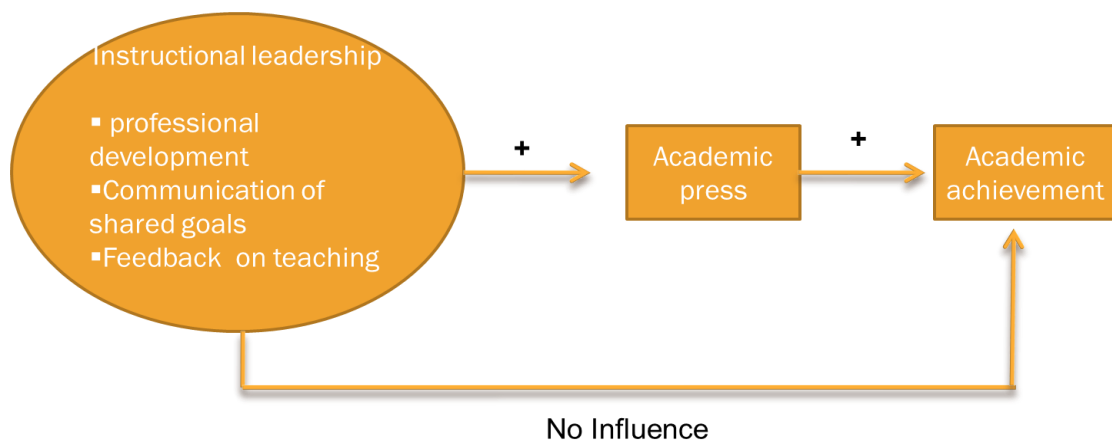 Instructional leadership
▪ professional
development
▪Communication of
shared goals
▪Feedback on teaching
+
Academic
press
+
Academic
achievement
No Influence